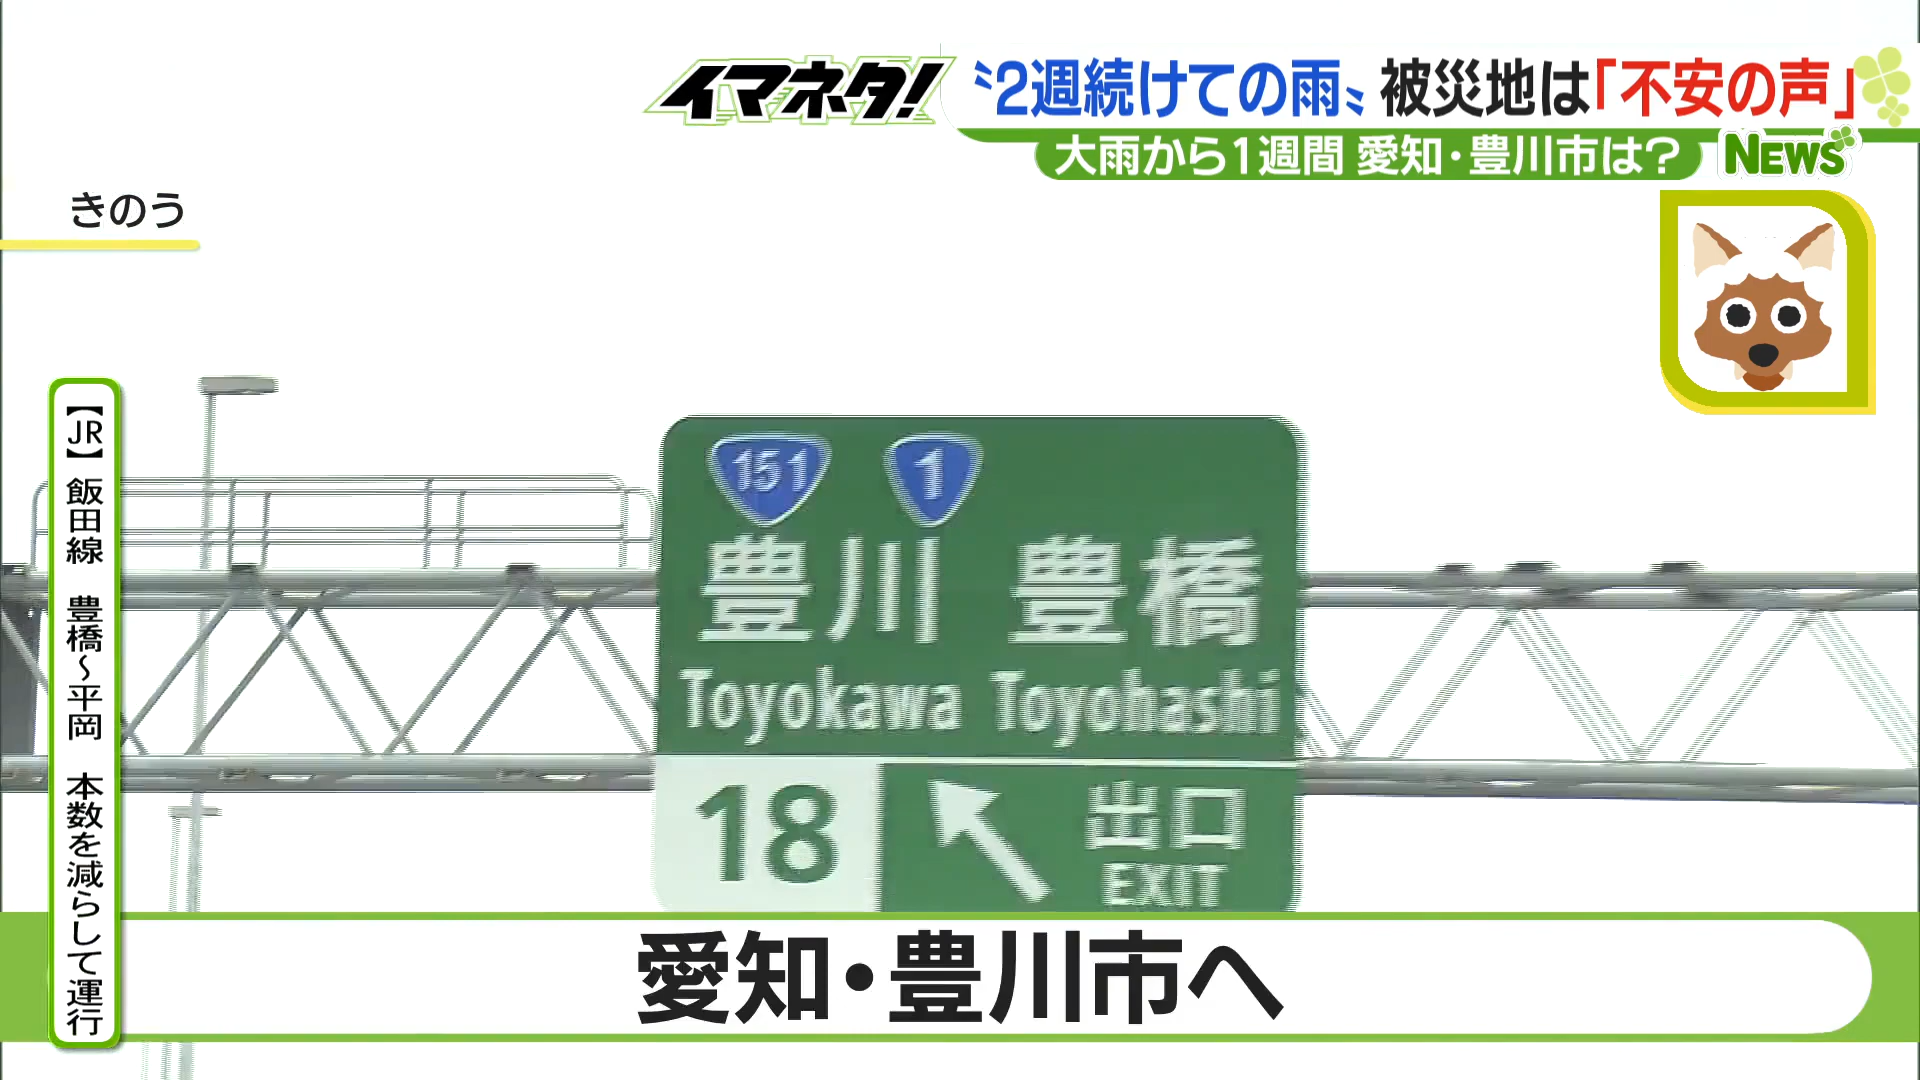 イマネタ!
〝2週続けての雨〟被災地は「不安の声」
大雨から1週間 愛知・豊川市は?
NEWS
きのう
【JR】 飯田線 豊橋~平岡 本数を減らして運行
151 1
豊川 豊橋
Toyokawa Toyohashi
18 出口
EXIT
愛知・豊川市へ